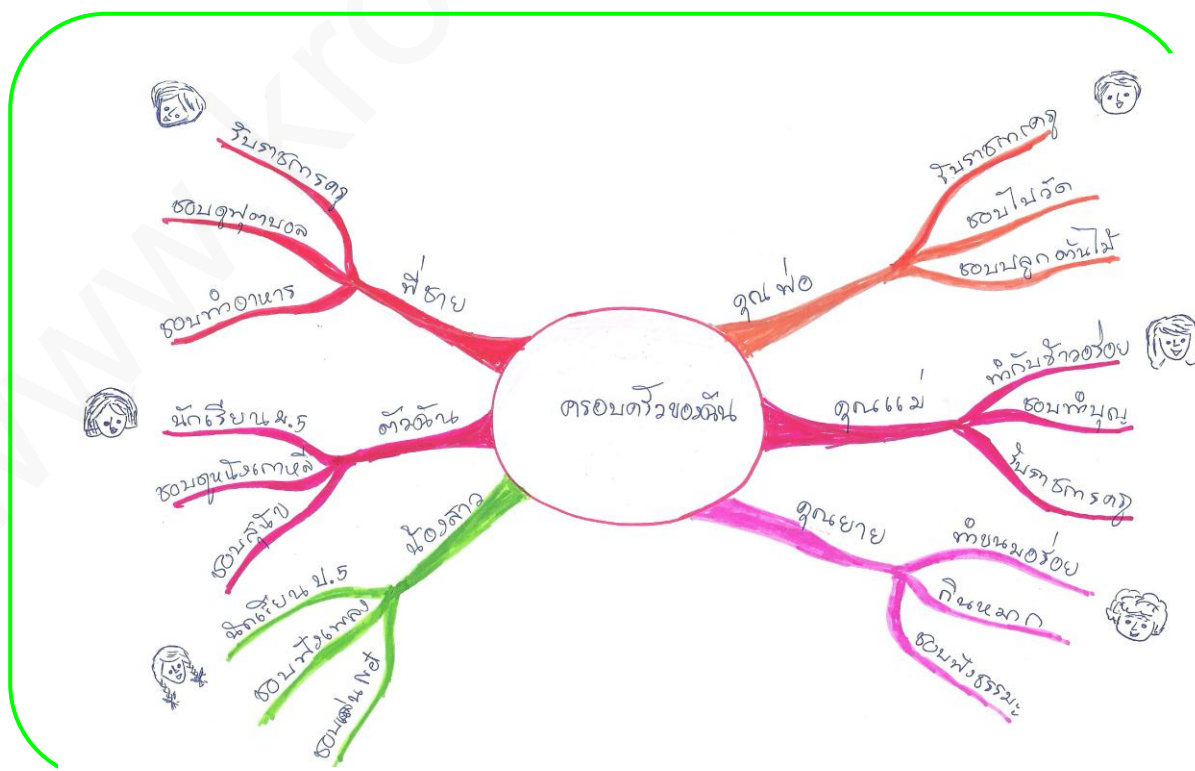 ครอบครัวของฉัน
คุณพ่อ
รับราชการครู
ชอบไปวัด
ชอบปลูกต้นไม้
คุณแม่
ทำกับข้าวอร่อย
ชอบทำบุญ
รับราชการครู
คุณยาย
ทำขนมอร่อย
กินหมาก
ชอบฟังธรรมะ
น้องสาว
นักเรียน ป.5
ชอบฟังเพลง
ชอบเล่น Net
ตัวฉัน
นักเรียน ม.5
ชอบดูหนังเกาหลี
ชอบสุนัข
พี่ชาย
รับราชการครู
ชอบดูฟุตบอล
ชอบทำอาหาร